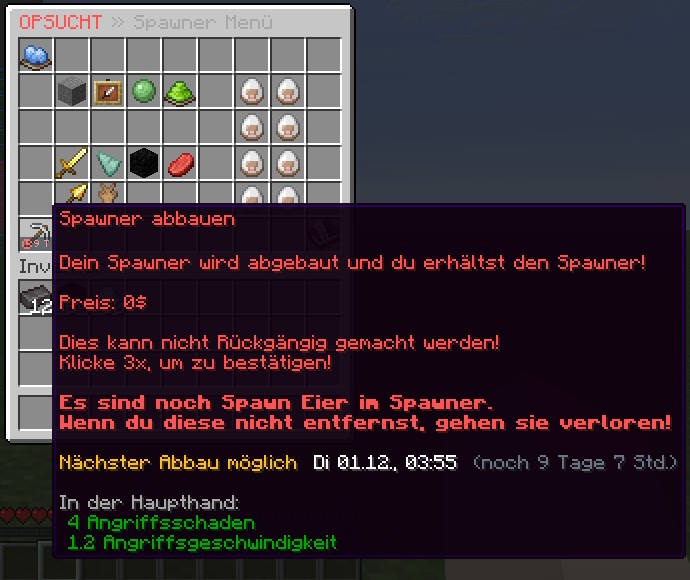 OPSUCHT » Spawner Menü
Spawner abbauen
Dein Spawner wird abgebaut und du erhältst den Spawner!
Preis: 0$
Dies kann nicht Rückgängig gemacht werden!
Klicke 3x, um zu bestätigen!
Es sind noch Spawn Eier im Spawner.
Wenn du diese nicht entfernst, gehen sie verloren!
Nächster Abbau möglich Di 01.12., 03:55 (noch 9 Tage 7 Std.)
In der Haupthand:
4 Angriffsschaden
1.2 Angriffsgeschwindigkeit
Inv
12